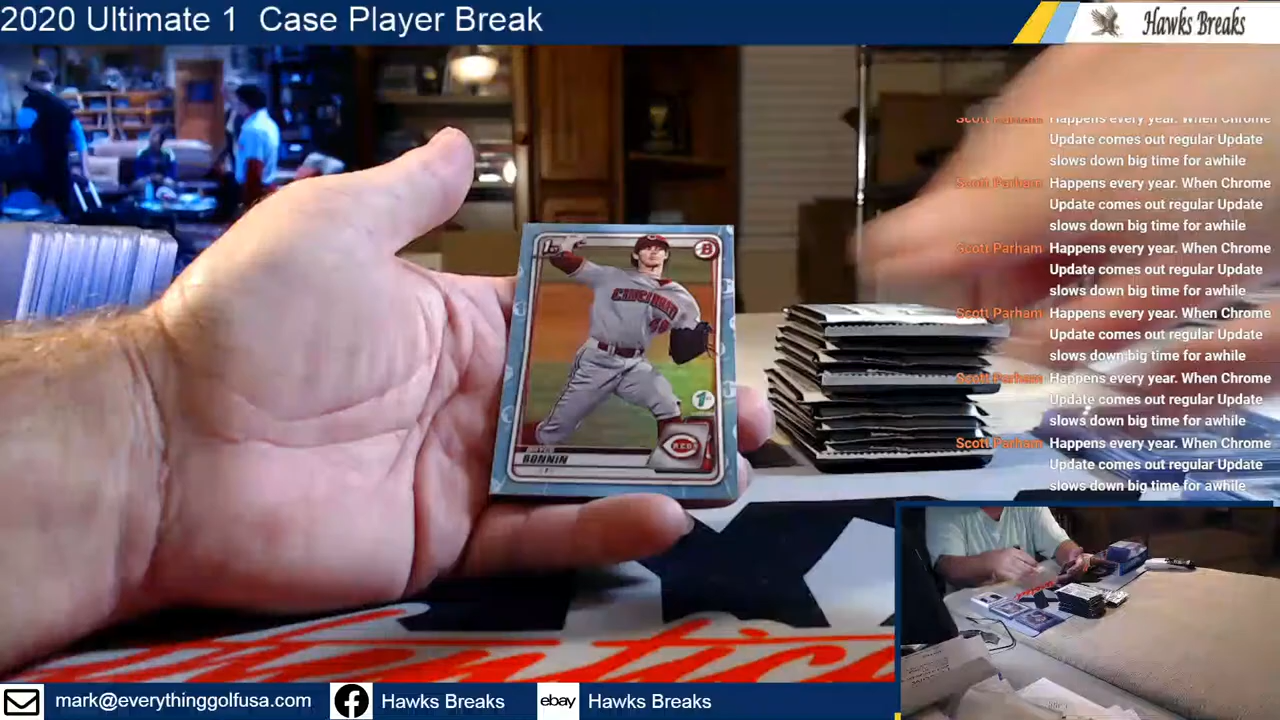 2020 Ultimate 1 Case Player Break
Hawks Breaks
Scott Parham Happens every year. When Chrome
Update comes out regular Update
slows down big time for awhile
Scott Parham Happens every year. When Chrome
Update comes out regular Update
slows down big time for awhile
Scott Parham Happens every year. When Chrome
Update comes out regular Update
slows down big time for awhile
Scott Parham Happens every year. When Chrome
Update comes out regular Update
slows down big time for awhile
Scott Parham Happens every year. When Chrome
Update comes out regular Update
slows down big time for awhile
Scott Parham Happens every year. When Chrome
Update comes out regular Update
slows down big time for awhile
1st
B
CINCINNATI
1st
REDS
BONNIN
mark@everythinggolfusa.com
Hawks Breaks
ebay
Hawks Breaks